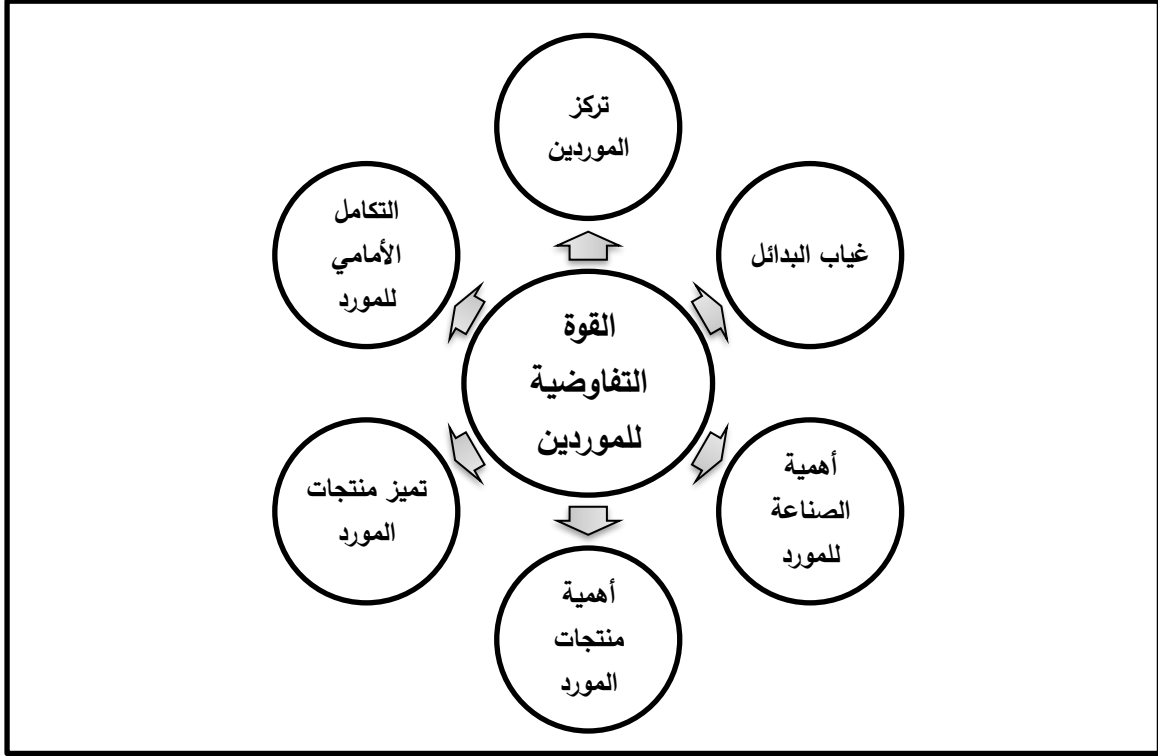 تركز
الموردين
غياب البدائل
أهمية
الصناعة
للمورد
أهمية
منتجات
المورد
تميز منتجات
المورد
التكامل
الأمامي
للمورد
القوة
التفاوضية
للموردين